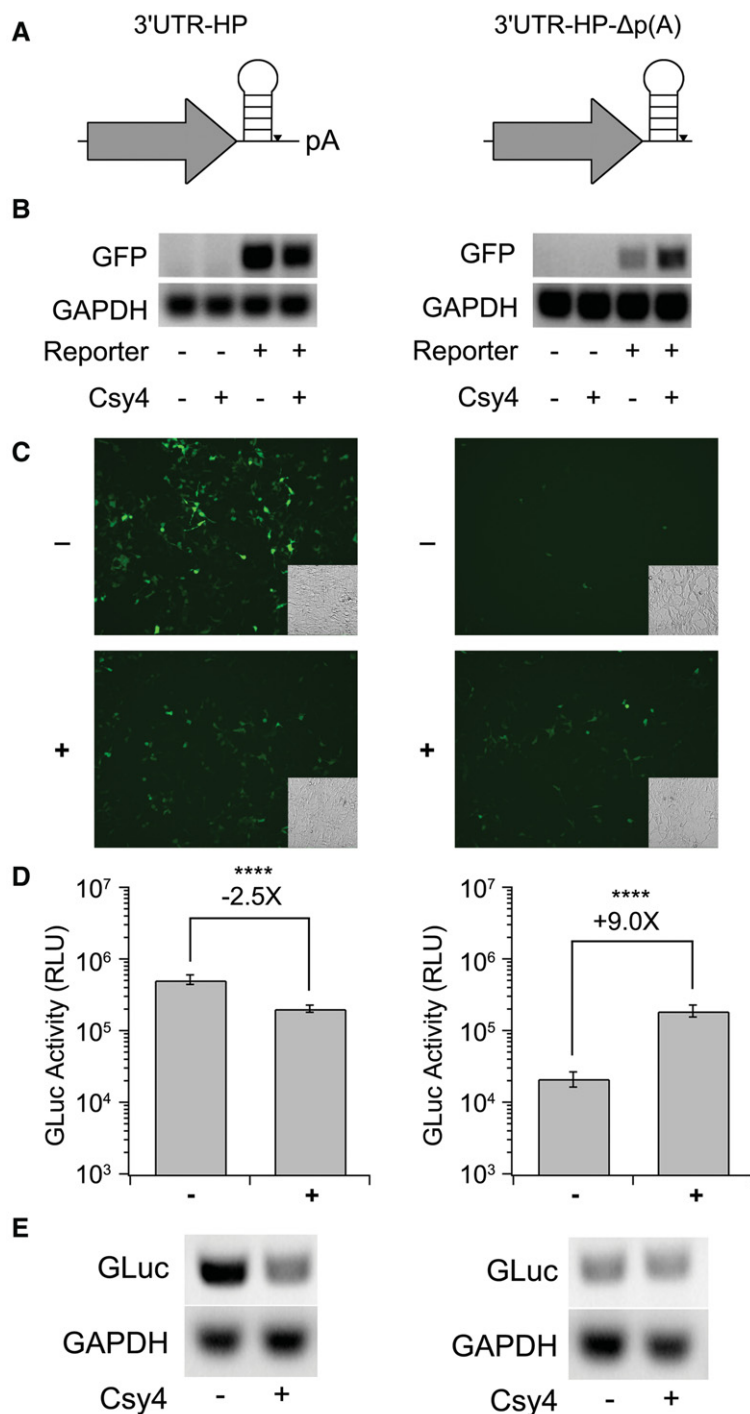 A
3'UTR-HP
3'UTR-HP-Δp(A)
pA
B
GFP
GAPDH
Reporter - - + +
Csy4 - + - +
GFP
GAPDH
Reporter - - + +
Csy4 - + - +
C
–
+
–
+
D
GLuc Activity (RLU)
10⁷
10⁶
10⁵
10⁴
10³
****
-2.5X
- +
GLuc Activity (RLU)
10⁷
10⁶
10⁵
10⁴
10³
****
+9.0X
- +
E
GLuc
GAPDH
Csy4 - +
GLuc
GAPDH
Csy4 - +